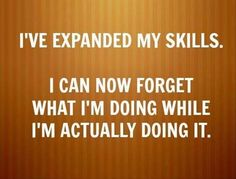 I'VE EXPANDED MY SKILLS.
I CAN NOW FORGET
WHAT I'M DOING WHILE
I'M ACTUALLY DOING IT.